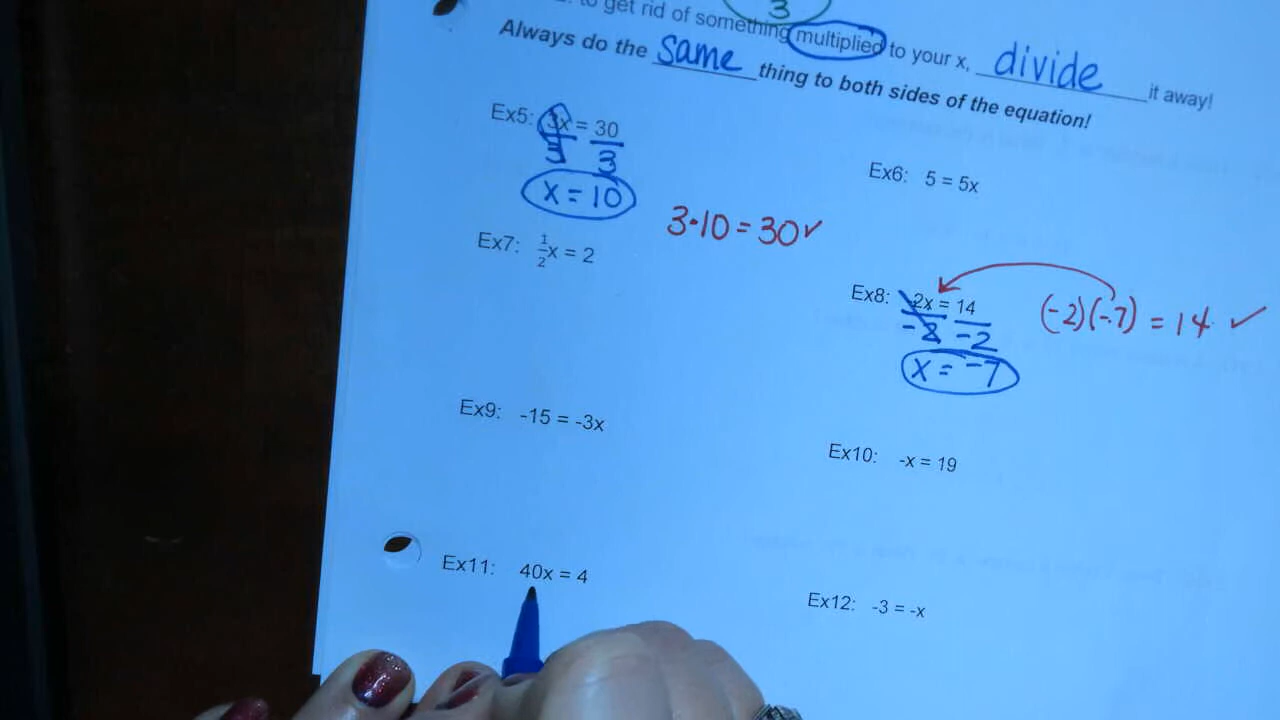 3
to get rid of something multiplied to your x, divide it away!
Always do the same thing to both sides of the equation!
Ex5: 3x = 30
3 3
x = 10
3·10 = 30 ✓
Ex6: 5 = 5x
Ex7: 1/2 x = 2
Ex8: -2x = 14
-2 -2
x = -7
(-2)(-7) = 14 ✓
Ex9: -15 = -3x
Ex10: -x = 19
Ex11: 40x = 4
Ex12: -3 = -x